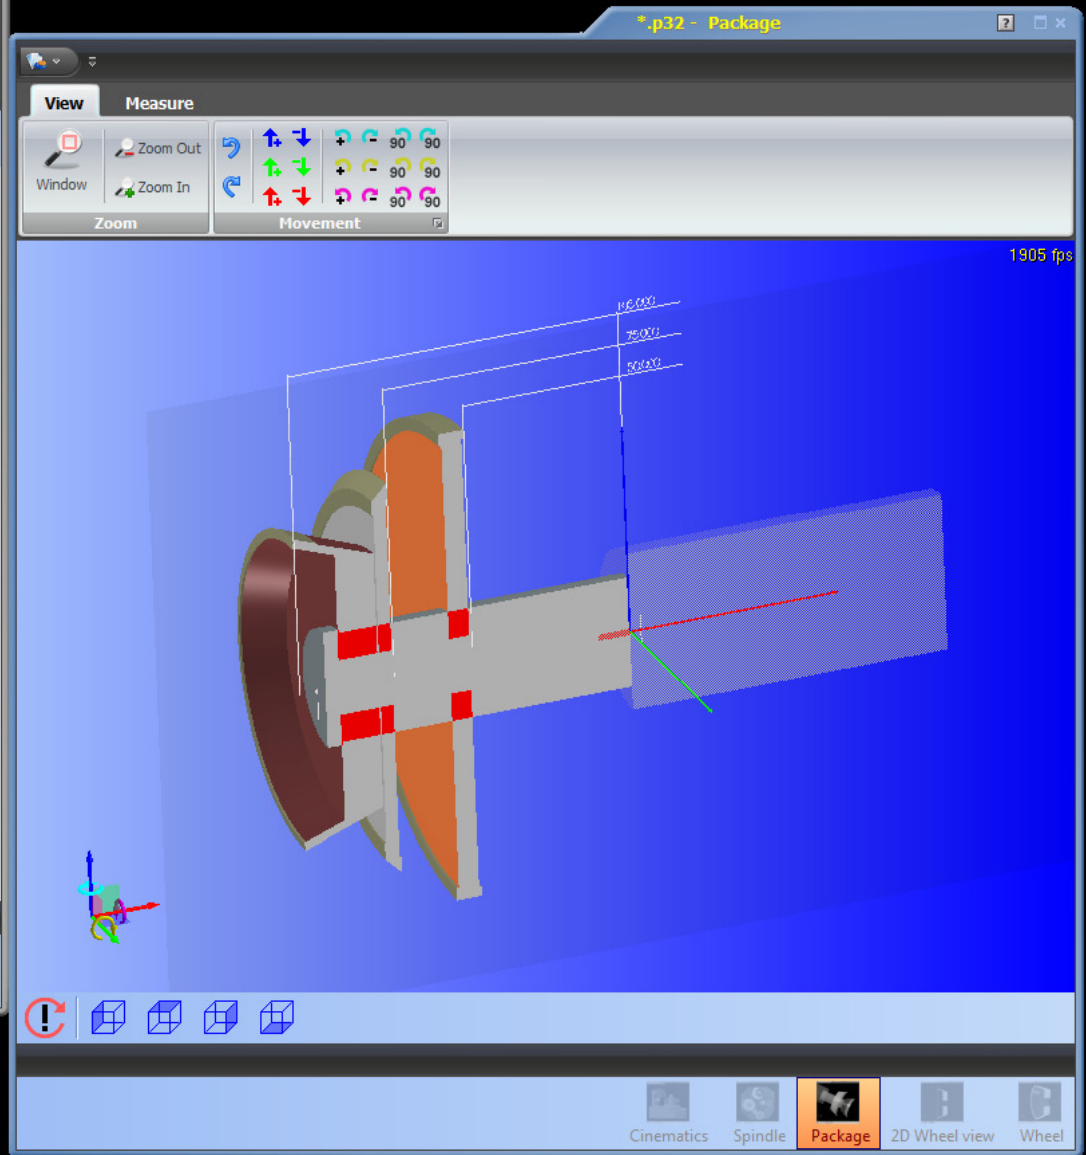 *.p32 - Package
?
View Measure
Window
Zoom Out
Zoom In
90 90
90 90
90 90
Zoom Movement
1905 fps
75.000
50.000
Cinematics Spindle Package 2D Wheel view Wheel